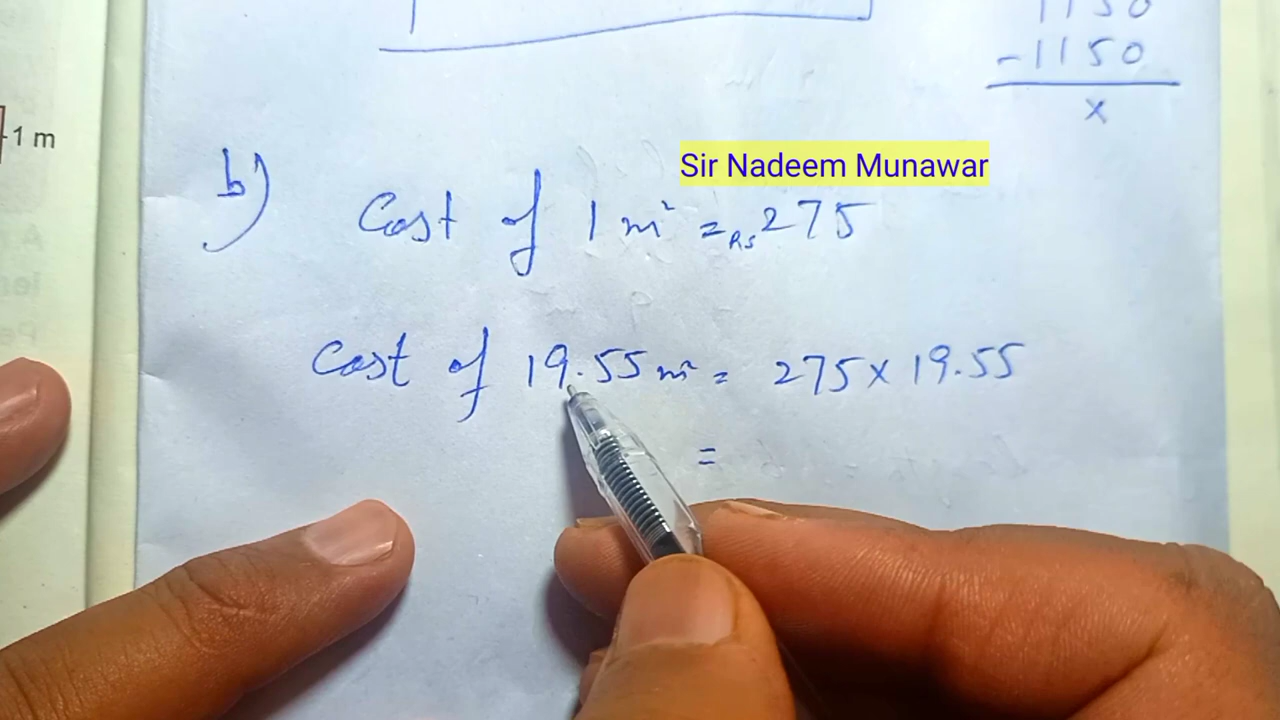 1150
-1150
x
1 m
Sir Nadeem Munawar
b)
Cost of 1 m² = Rs 275
Cost of 19.55 m² = 275 x 19.55
=